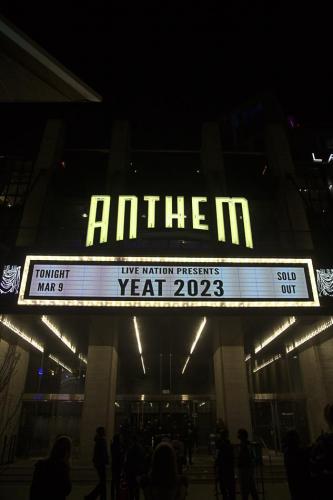 ANTHEM
LIVE NATION PRESENTS
TONIGHT YEAT 2023 SOLD
MAR 9 OUT